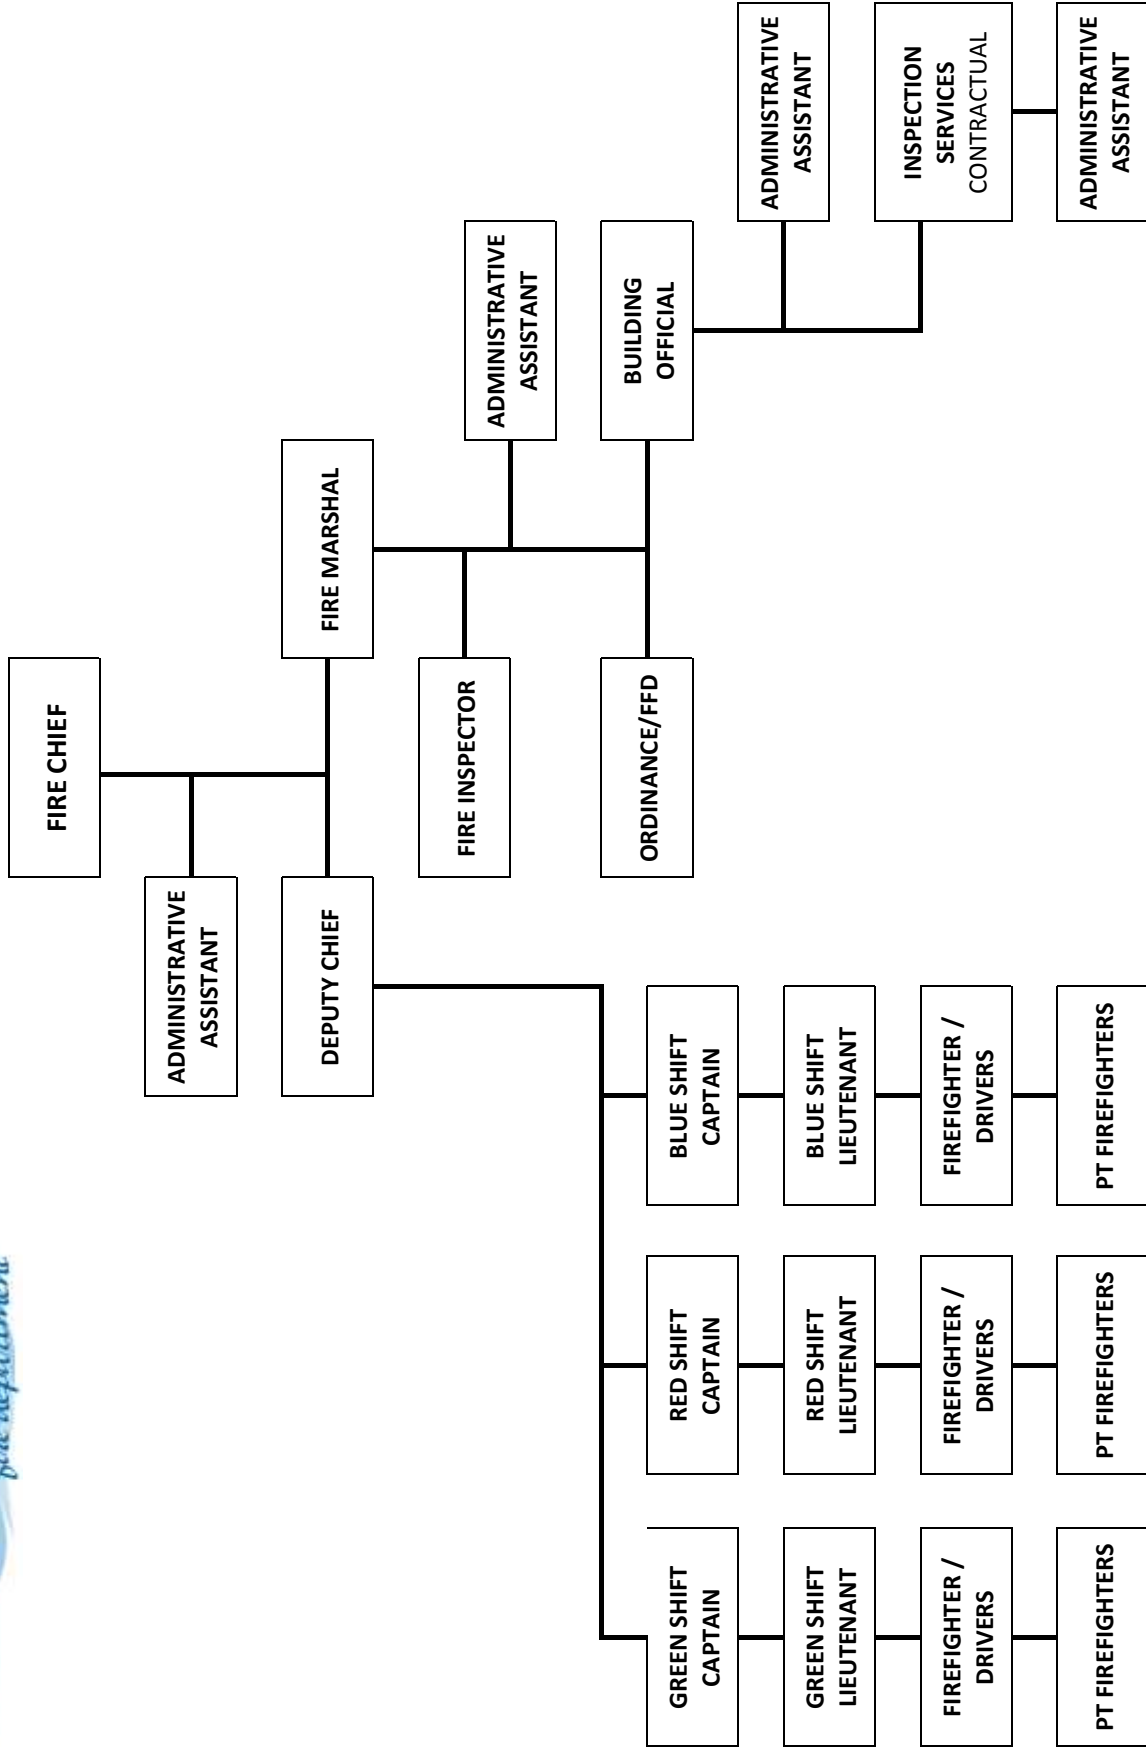 FIRE CHIEF
ADMINISTRATIVE
ASSISTANT
DEPUTY CHIEF
FIRE MARSHAL
FIRE INSPECTOR
ADMINISTRATIVE
ASSISTANT
ORDINANCE/FFD
BUILDING
OFFICIAL
ADMINISTRATIVE
ASSISTANT
INSPECTION
SERVICES
CONTRACTUAL
ADMINISTRATIVE
ASSISTANT
GREEN SHIFT
CAPTAIN
GREEN SHIFT
LIEUTENANT
FIREFIGHTER /
DRIVERS
PT FIREFIGHTERS
RED SHIFT
CAPTAIN
RED SHIFT
LIEUTENANT
FIREFIGHTER /
DRIVERS
PT FIREFIGHTERS
BLUE SHIFT
CAPTAIN
BLUE SHIFT
LIEUTENANT
FIREFIGHTER /
DRIVERS
PT FIREFIGHTERS